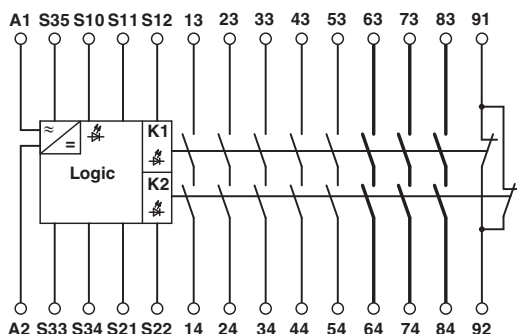 A1 S35 S10 S11 S12 13 23 33 43 53 63 73 83 91
≈
=
K1
Logic
K2
A2 S33 S34 S21 S22 14 24 34 44 54 64 74 84 92